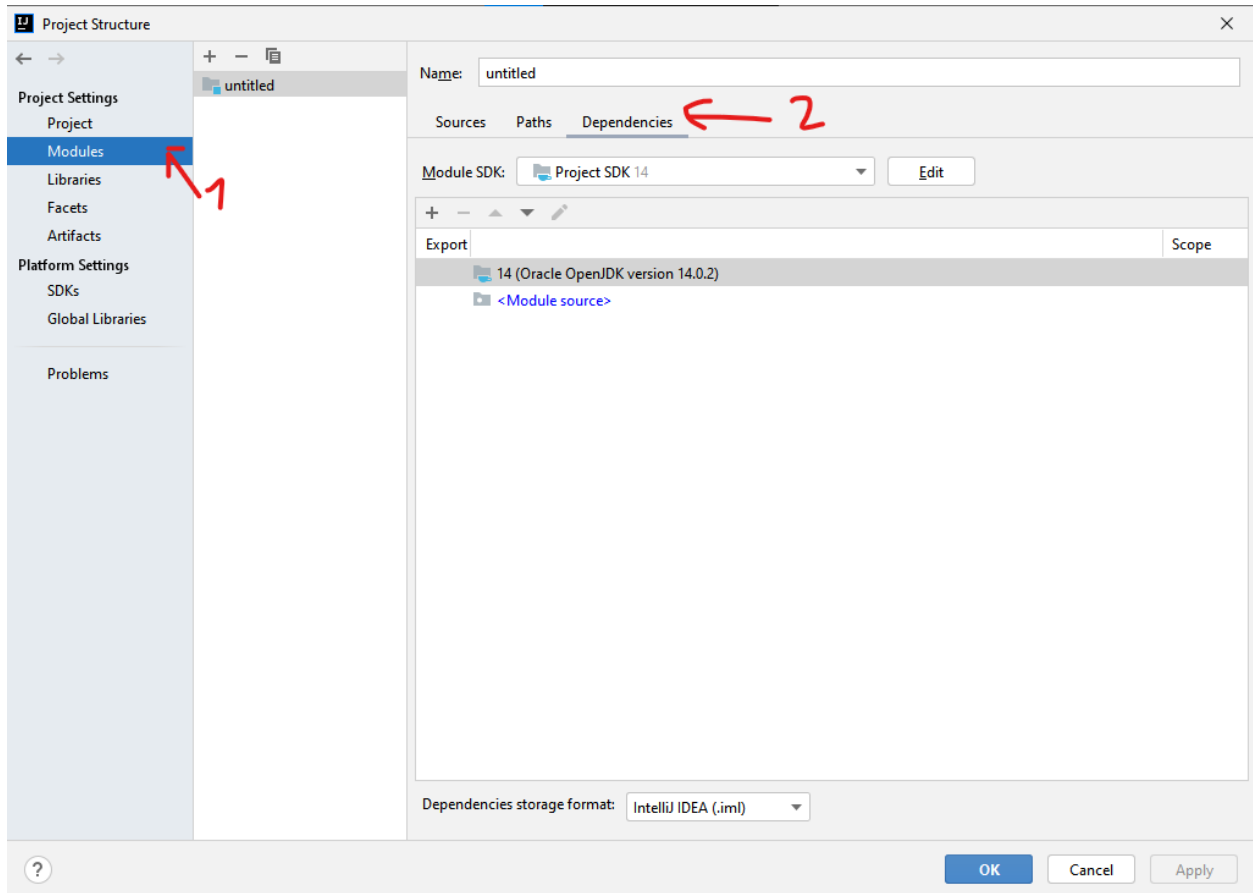 IJ Project Structure
Project Settings
Project
Modules
1
Libraries
Facets
Artifacts
Platform Settings
SDKs
Global Libraries
Problems
untitled
Name: untitled
Sources Paths Dependencies 2
Module SDK: Project SDK 14 Edit
Export Scope
14 (Oracle OpenJDK version 14.0.2)
<Module source>
Dependencies storage format: IntelliJ IDEA (.iml)
? OK Cancel Apply